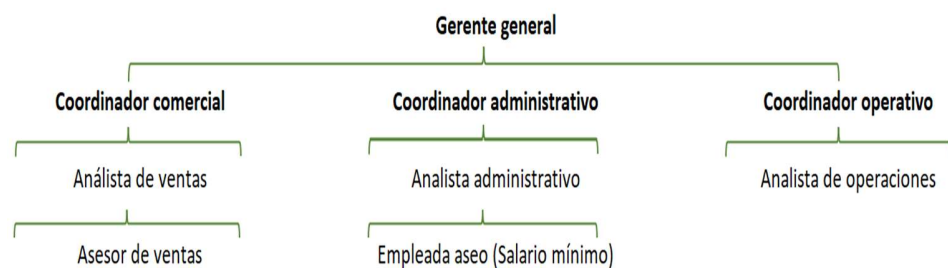 Gerente general
Coordinador comercial
Coordinador administrativo
Coordinador operativo
Análista de ventas
Analista administrativo
Analista de operaciones
Asesor de ventas
Empleada aseo (Salario mínimo)